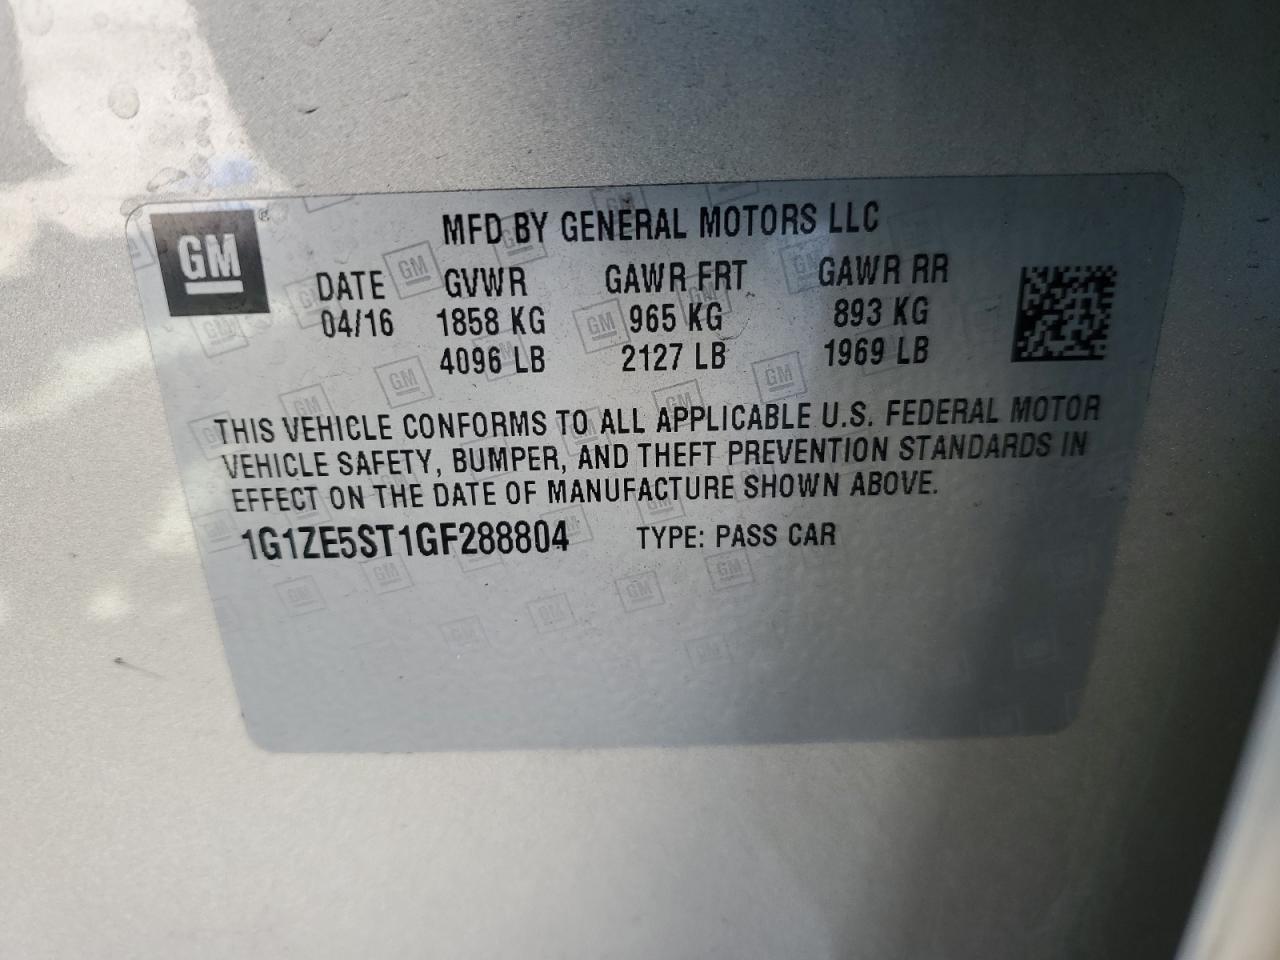 GM ® MFD BY GENERAL MOTORS LLC
DATE GVWR GAWR FRT GAWR RR
04/16 1858 KG 965 KG 893 KG
4096 LB 2127 LB 1969 LB
THIS VEHICLE CONFORMS TO ALL APPLICABLE U.S. FEDERAL MOTOR
VEHICLE SAFETY, BUMPER, AND THEFT PREVENTION STANDARDS IN
EFFECT ON THE DATE OF MANUFACTURE SHOWN ABOVE.
1G1ZE5ST1GF288804 TYPE: PASS CAR